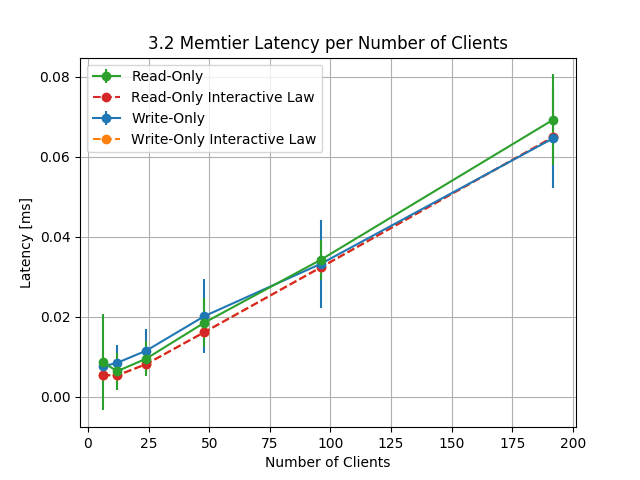 3.2 Memtier Latency per Number of Clients
Read-Only
Read-Only Interactive Law
Write-Only
Write-Only Interactive Law
0.08
0.06
0.04
0.02
0.00
Latency [ms]
0 25 50 75 100 125 150 175 200
Number of Clients